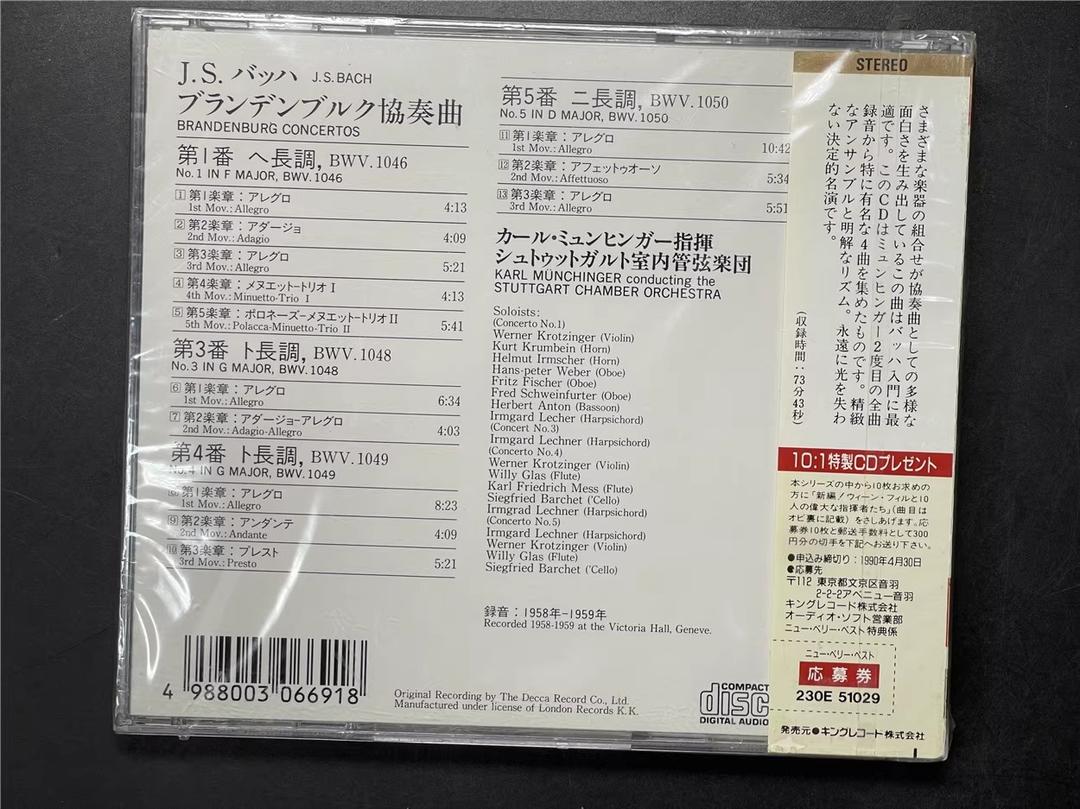 J.S. バッハ J.S. BACH
ブランデンブルク協奏曲
BRANDENBURG CONCERTOS
第1番 ヘ長調, BWV. 1046
No. 1 IN F MAJOR, BWV. 1046
1 第1楽章：アレグロ
1st Mov.: Allegro 4:13
2 第2楽章：アダージョ
2nd Mov.: Adagio 4:09
3 第3楽章：アレグロ
3rd Mov.: Allegro 5:21
4 第4楽章：メヌエット-トリオⅠ
4th Mov.: Minuetto-Trio Ⅰ 4:13
5 第5楽章：ポロネーズ-メヌエット-トリオⅡ
5th Mov.: Polacca-Minuetto-Trio Ⅱ 5:41
第3番 ト長調, BWV. 1048
No. 3 IN G MAJOR, BWV. 1048
6 第1楽章：アレグロ
1st Mov.: Allegro 6:34
7 第2楽章：アダージョ-アレグロ
2nd Mov.: Adagio-Allegro 4:03
第4番 ト長調, BWV. 1049
No. 4 IN G MAJOR, BWV. 1049
第1楽章：アレグロ
1st Mov.: Allegro 8:23
9 第2楽章：アンダンテ
2nd Mov.: Andante 4:09
10 第3楽章：プレスト
3rd Mov.: Presto 5:21
4 988003 066918
第5番 ニ長調, BWV. 1050
No. 5 IN D MAJOR, BWV. 1050
11 第1楽章：アレグロ
1st Mov.: Allegro 10:42
12 第2楽章：アフェットゥオーソ
2nd Mov.: Affettuoso 5:34
13 第3楽章：アレグロ
3rd Mov.: Allegro 5:51
カール・ミュンヒンガー指揮
シュトゥットガルト室内管弦楽団
KARL MÜNCHINGER conducting the
STUTTGART CHAMBER ORCHESTRA
Soloists:
(Concerto No.1)
Werner Krotzinger (Violin)
Kurt Krumbein (Horn)
Helmut Irmscher (Horn)
Hans-peter Weber (Oboe)
Fritz Fischer (Oboe)
Fred Schweinfurter (Oboe)
Herbert Anton (Bassoon)
Irmgard Lecher (Harpsichord)
(Concert No.3)
Irmgard Lechner (Harpsichord)
(Concerto No.4)
Werner Krotzinger (Violin)
Willy Glas (Flute)
Karl Friedrich Mess (Flute)
Siegfried Barchet ('Cello)
Irmgrad Lechner (Harpsichord)
(Concerto No.5)
Irmgard Lechner (Harpsichord)
Werner Krotzinger (Violin)
Willy Glas (Flute)
Siegfried Barchet ('Cello)
録音：1958年-1959年
Recorded 1958-1959 at the Victoria Hall, Geneve.
Original Recording by The Decca Record Co., Ltd.
Manufactured under license of London Records K.K.
COMPACT
disc
DIGITAL AUDIO
STEREO
さまざまな楽器の組合せが協奏曲としての多様な
面白さを生み出しているこの曲はバッハ入門に最
適です。このCDはミュンヒンガー2度目の全曲
録音から特に有名な4曲を集めたものです。精緻
なアンサンブルと明解なリズム。永遠に光を失わ
ない決定的名演です。
（収録時間：73分43秒）
10:1特製CDプレゼント
本シリーズの中から10枚お求めの
方に「新編／ウィーン・フィルと10
人の偉大な指揮者たち」（曲目は
オビ裏に記載）をさしあげます。応
募券10枚と郵送手数料として300
円分の切手を下記へお送り下さい。
●申込み締切り：1990年4月30日
●応募先
〒112 東京都文京区音羽
2-2-2アベニュー音羽
キングレコード株式会社
オーディオ・ソフト営業部
ニュー・ベリー・ベスト特典係
ニュー・ベリー・ベスト
応募券
230E 51029
発売元●キングレコード株式会社